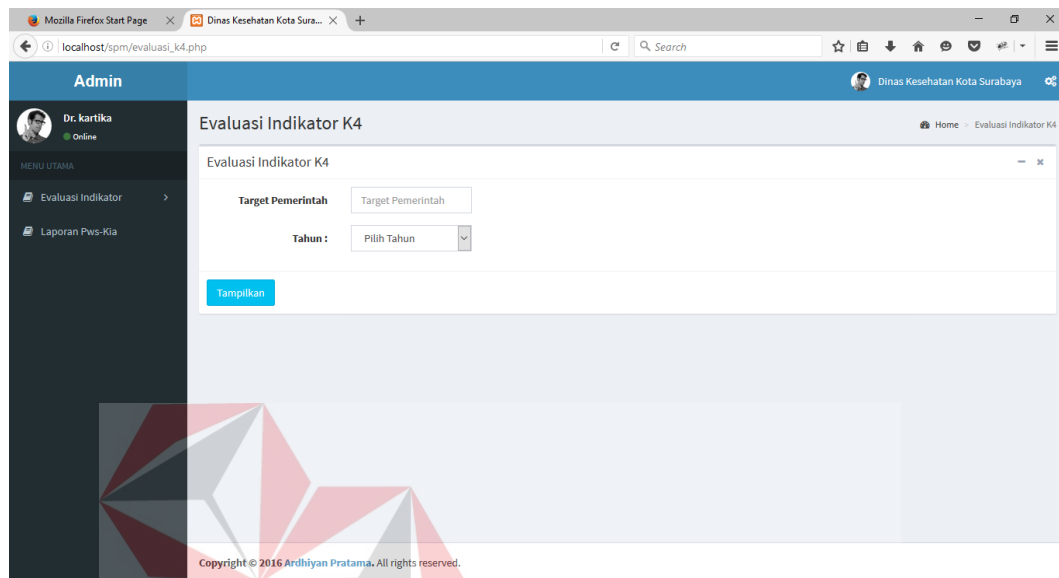 Mozilla Firefox Start Page
Dinas Kesehatan Kota Sura...
localhost/spm/evaluasi_k4.php
Search
Admin
Dinas Kesehatan Kota Surabaya
Dr. kartika
Online
Evaluasi Indikator K4
Home > Evaluasi Indikator K4
MENU UTAMA
Evaluasi Indikator
Laporan Pws-Kia
Evaluasi Indikator K4
Target Pemerintah
Target Pemerintah
Tahun :
Pilih Tahun
Tampilkan
Copyright © 2016 Ardhiyan Pratama. All rights reserved.